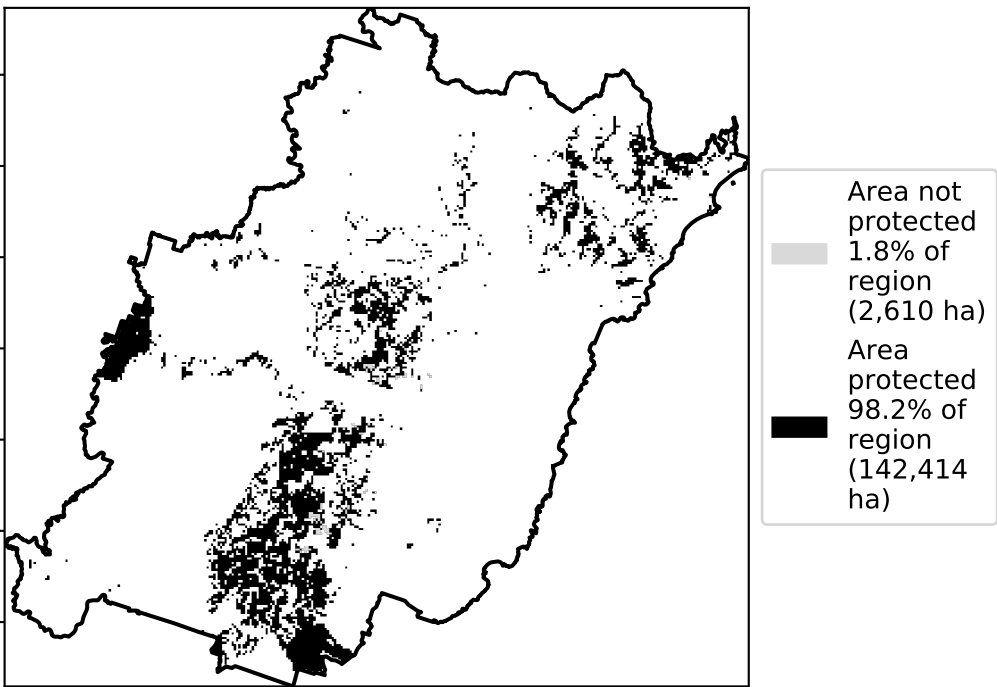 Area not
protected
1.8% of
region
(2,610 ha)
Area
protected
98.2% of
region
(142,414
ha)